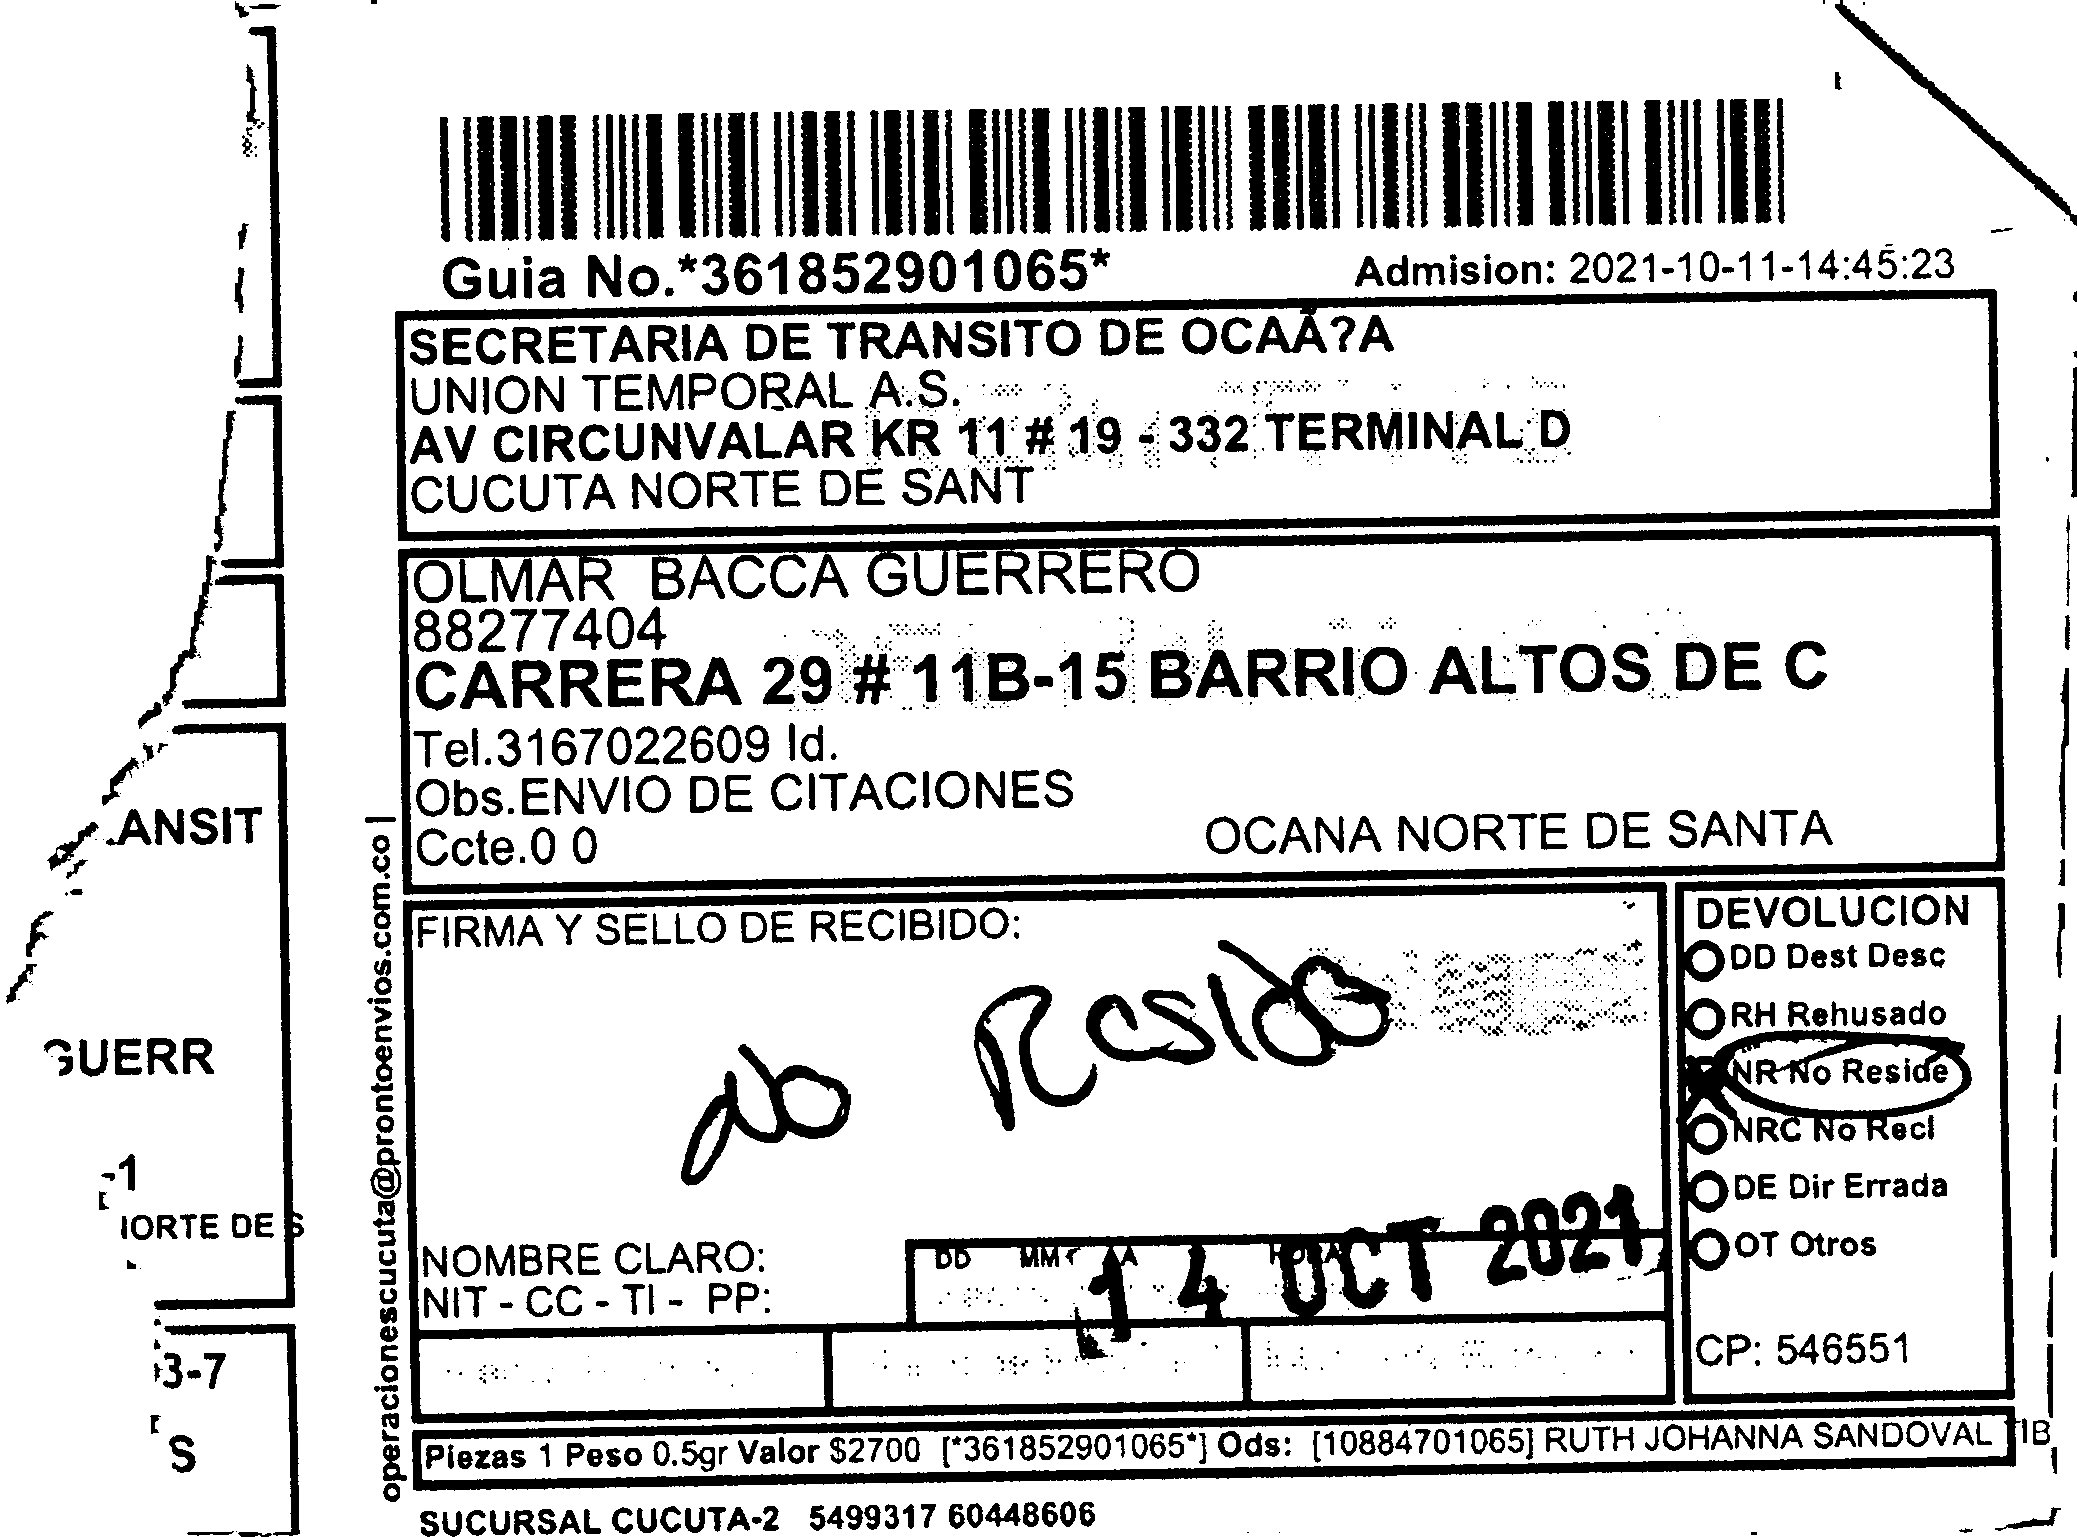 Guia No.*361852901065*
Admision: 2021-10-11-14:45:23
SECRETARIA DE TRANSITO DE OCAÃ?A
UNION TEMPORAL A.S.
AV CIRCUNVALAR KR 11 # 19 - 332 TERMINAL D
CUCUTA NORTE DE SANT
OLMAR BACCA GUERRERO
88277404
CARRERA 29 # 11B-15 BARRIO ALTOS DE C
Tel.3167022609 Id.
Obs.ENVIO DE CITACIONES
Ccte.0 0
OCANA NORTE DE SANTA
FIRMA Y SELLO DE RECIBIDO:
No Reside
NOMBRE CLARO:
NIT - CC - TI - PP:
DD MM AA HORA
14 OCT 2021
DEVOLUCION
DD Dest Desc
RH Rehusado
NR No Reside
NRC No Recl
DE Dir Errada
OT Otros
CP: 546551
Piezas 1 Peso 0.5gr Valor $2700 [*361852901065*] Ods: [10884701065] RUTH JOHANNA SANDOVAL TIB
SUCURSAL CUCUTA-2 5499317 60448606
operacionescucuta@prontoenvios.com.co |
ANSIT
GUERR
-1
NORTE DE S
3-7
S